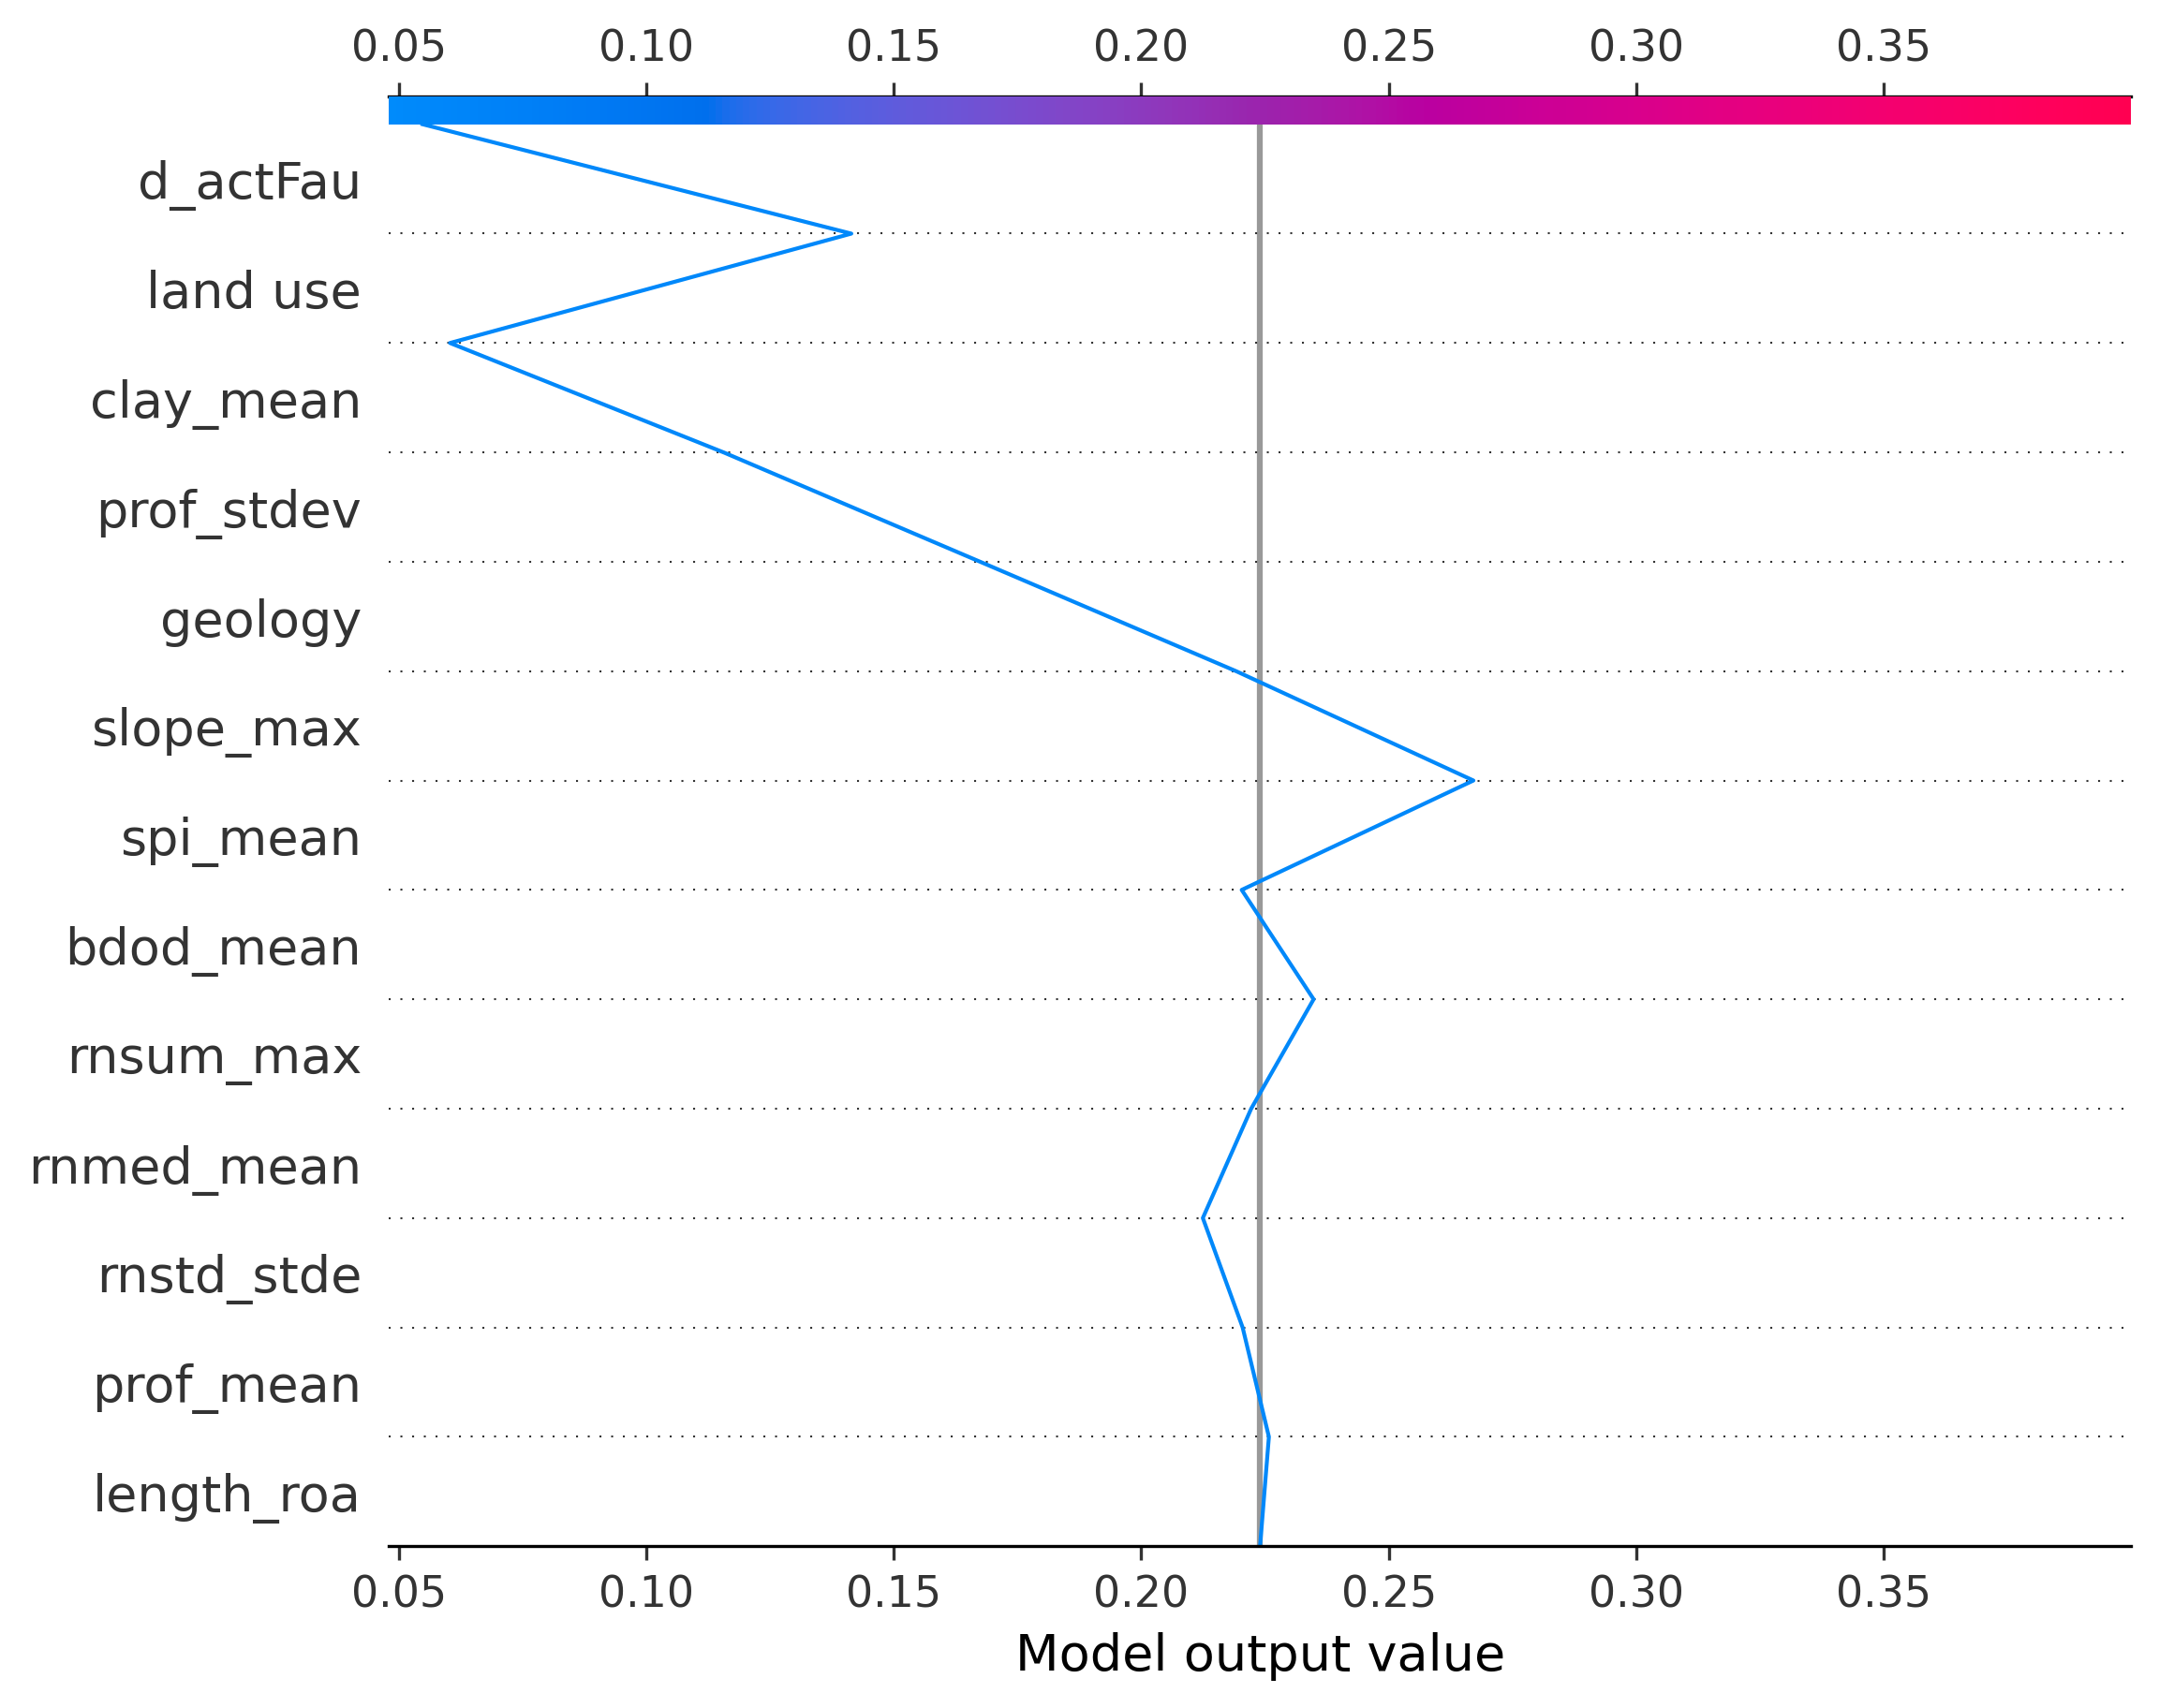 0.05 0.10 0.15 0.20 0.25 0.30 0.35
d_actFau
land use
clay_mean
prof_stdev
geology
slope_max
spi_mean
bdod_mean
rnsum_max
rnmed_mean
rnstd_stde
prof_mean
length_roa
0.05 0.10 0.15 0.20 0.25 0.30 0.35
Model output value